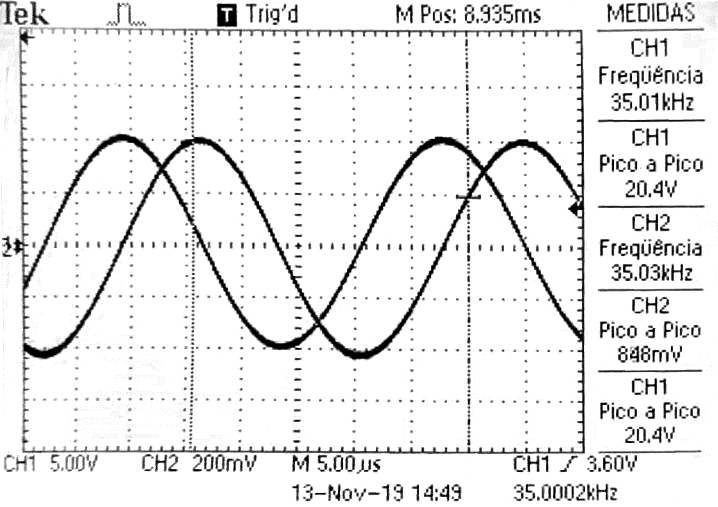 Tek T Trig'd M Pos: 8.935ms MEDIDAS
CH1
Freqüência
35.01kHz
CH1
Pico a Pico
20.4V
CH2
Freqüência
35.03kHz
CH2
Pico a Pico
848mV
CH1
Pico a Pico
20.4V
2
CH1 5.00V CH2 200mV M 5.00µs CH1 3.60V
13-Nov-19 14:49 35.0002kHz